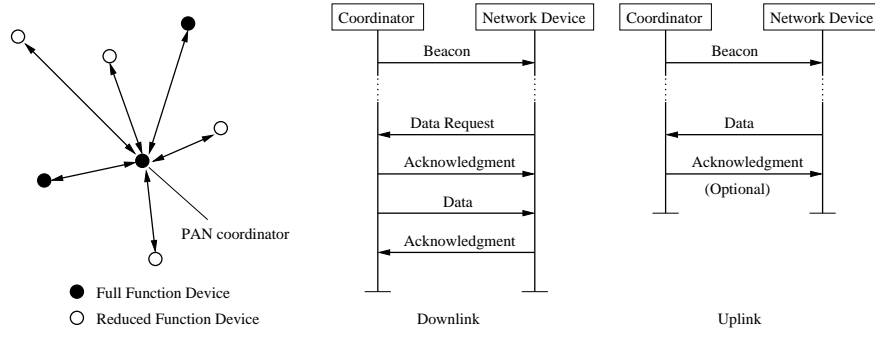 PAN coordinator
Full Function Device
Reduced Function Device
Coordinator
Network Device
Beacon
Data Request
Acknowledgment
Data
Acknowledgment
Downlink
Coordinator
Network Device
Beacon
Data
Acknowledgment
(Optional)
Uplink